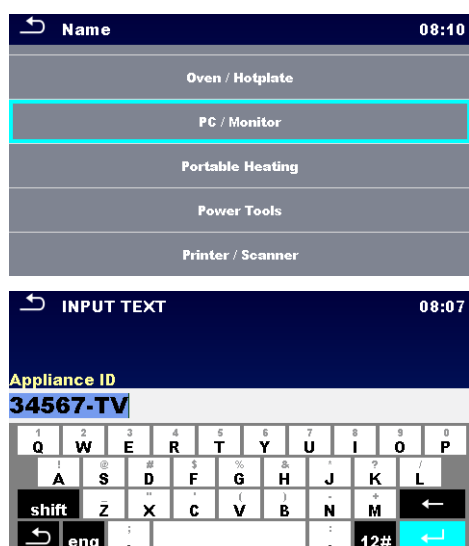 Name 08:10
Oven / Hotplate
PC / Monitor
Portable Heating
Power Tools
Printer / Scanner
INPUT TEXT 08:07
Appliance ID
34567-TV
1 2 3 4 5 6 7 8 9 0
Q W E R T Y U I O P
! @ # $ % & * ? /
A S D F G H J K L
_ " ' ( ) - +
shift Z X C V B N M ←
; :
eng , . 12#